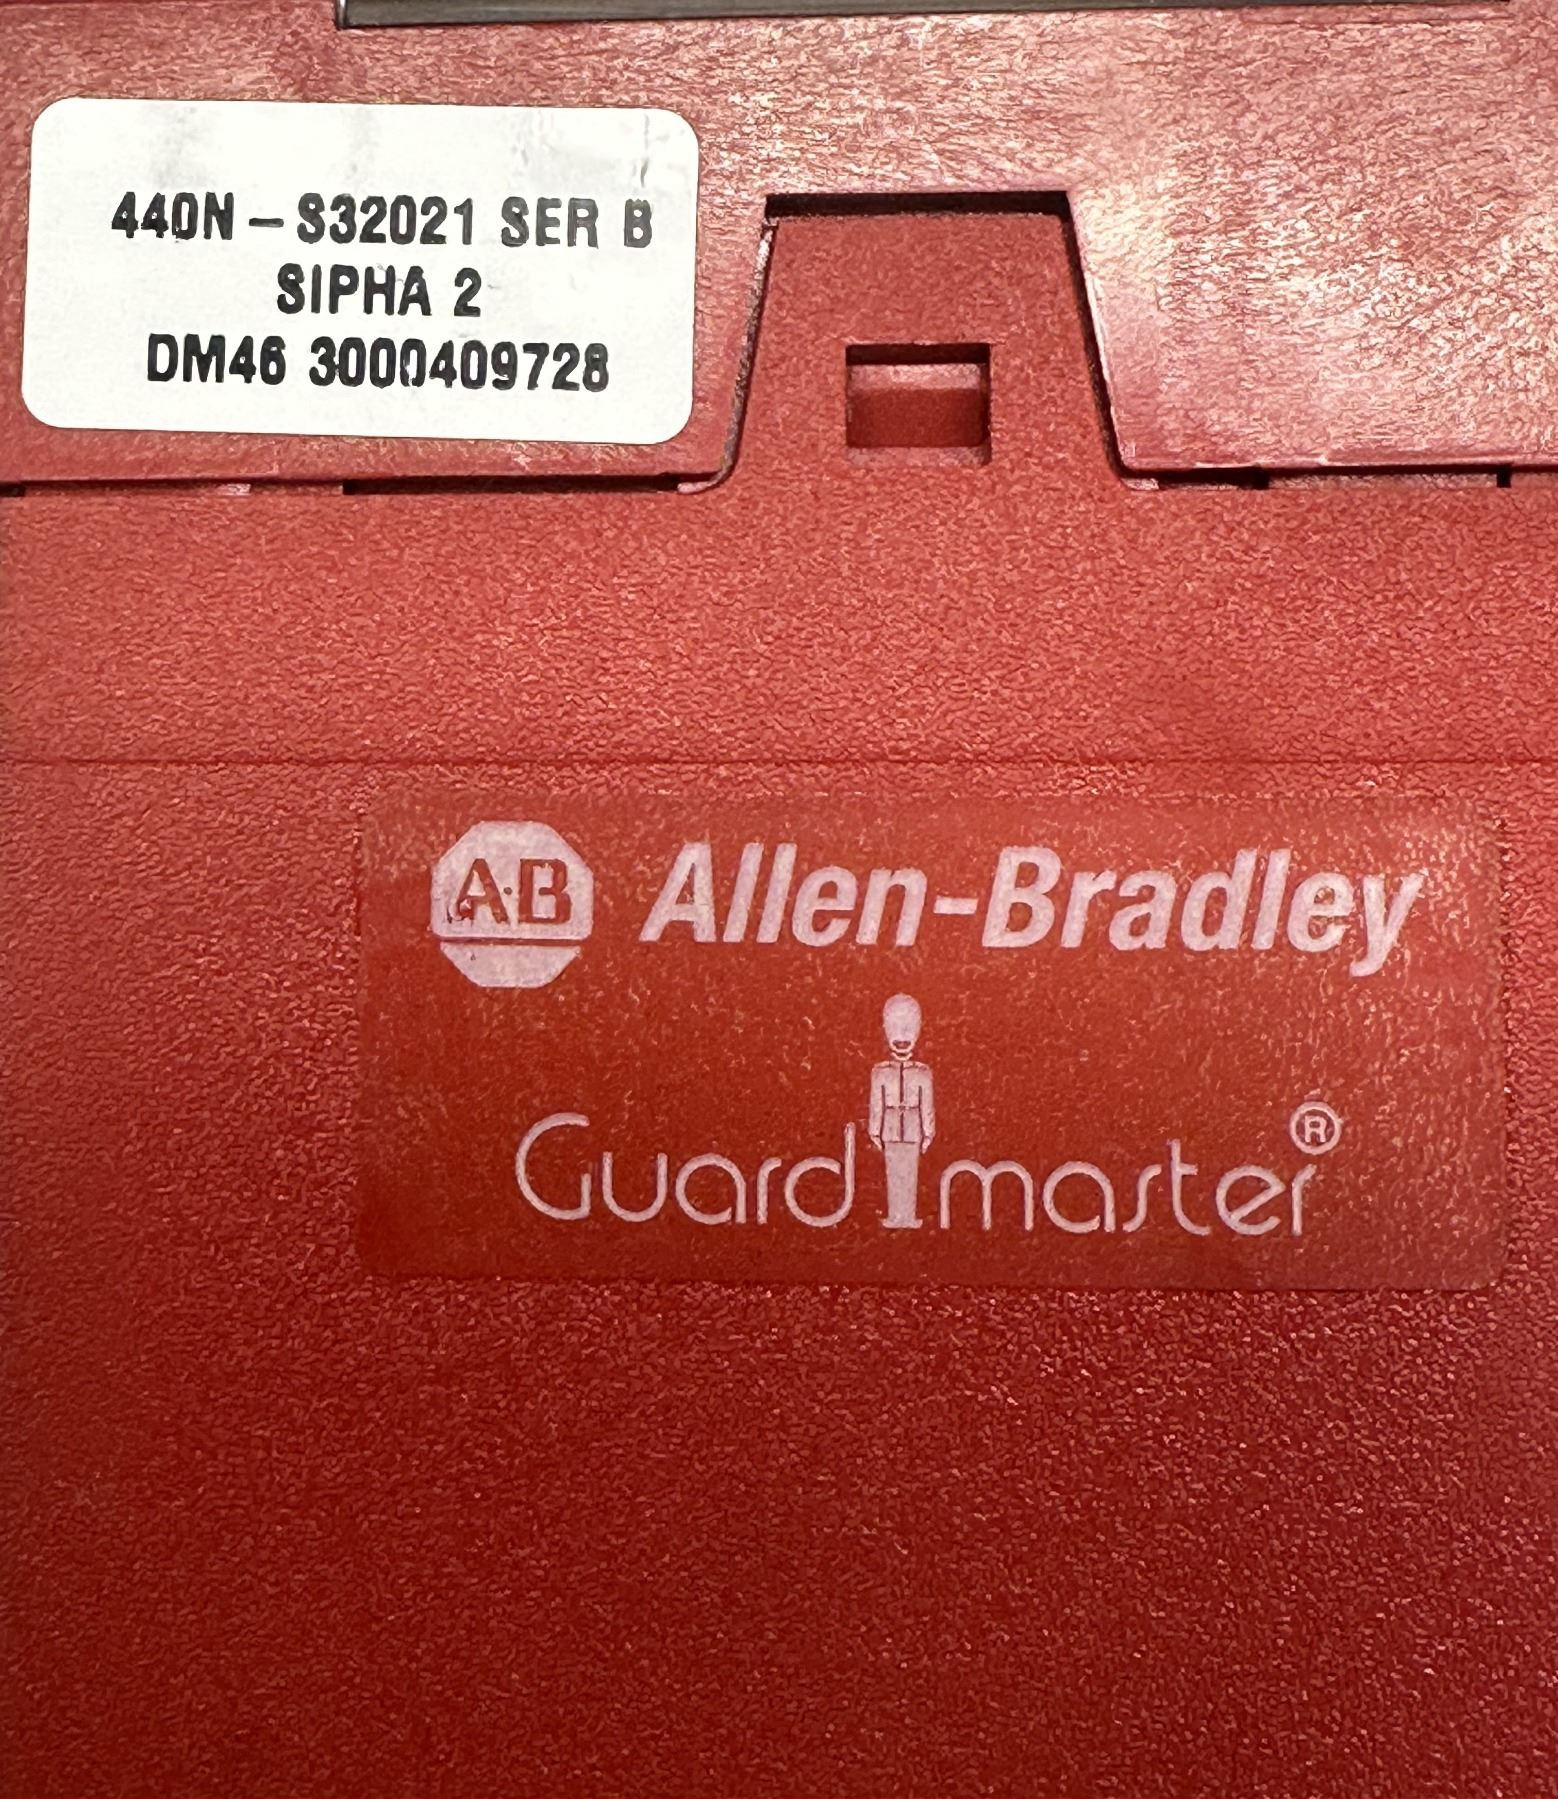 440N - S32021 SER B
SIPHA 2
DM46 3000409728
A·B Allen-Bradley
Guardmaster®